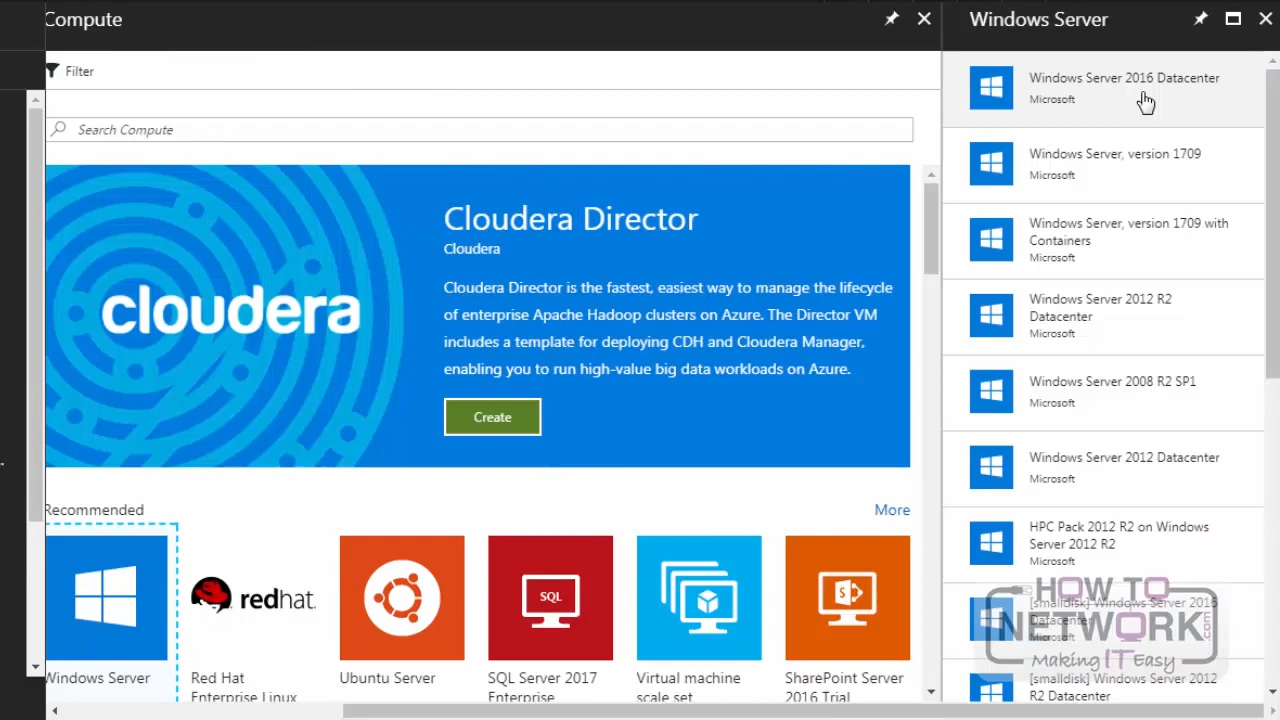 Compute
Filter
Search Compute
cloudera
Cloudera Director
Cloudera
Cloudera Director is the fastest, easiest way to manage the lifecycle
of enterprise Apache Hadoop clusters on Azure. The Director VM
includes a template for deploying CDH and Cloudera Manager,
enabling you to run high-value big data workloads on Azure.
Create
Recommended
More
redhat.
SQL
S
Windows Server
Red Hat
Enterprise Linux
Ubuntu Server
SQL Server 2017
Enterprise
Virtual machine
scale set
SharePoint Server
2016 Trial
Windows Server
Windows Server 2016 Datacenter
Microsoft
Windows Server, version 1709
Microsoft
Windows Server, version 1709 with
Containers
Microsoft
Windows Server 2012 R2
Datacenter
Microsoft
Windows Server 2008 R2 SP1
Microsoft
Windows Server 2012 Datacenter
Microsoft
HPC Pack 2012 R2 on Windows
Server 2012 R2
Microsoft
[smalldisk] Windows Server 2016
Datacenter
Microsoft
[smalldisk] Windows Server 2012
R2 Datacenter
HOW TO
NETWORK.com
Making IT Easy